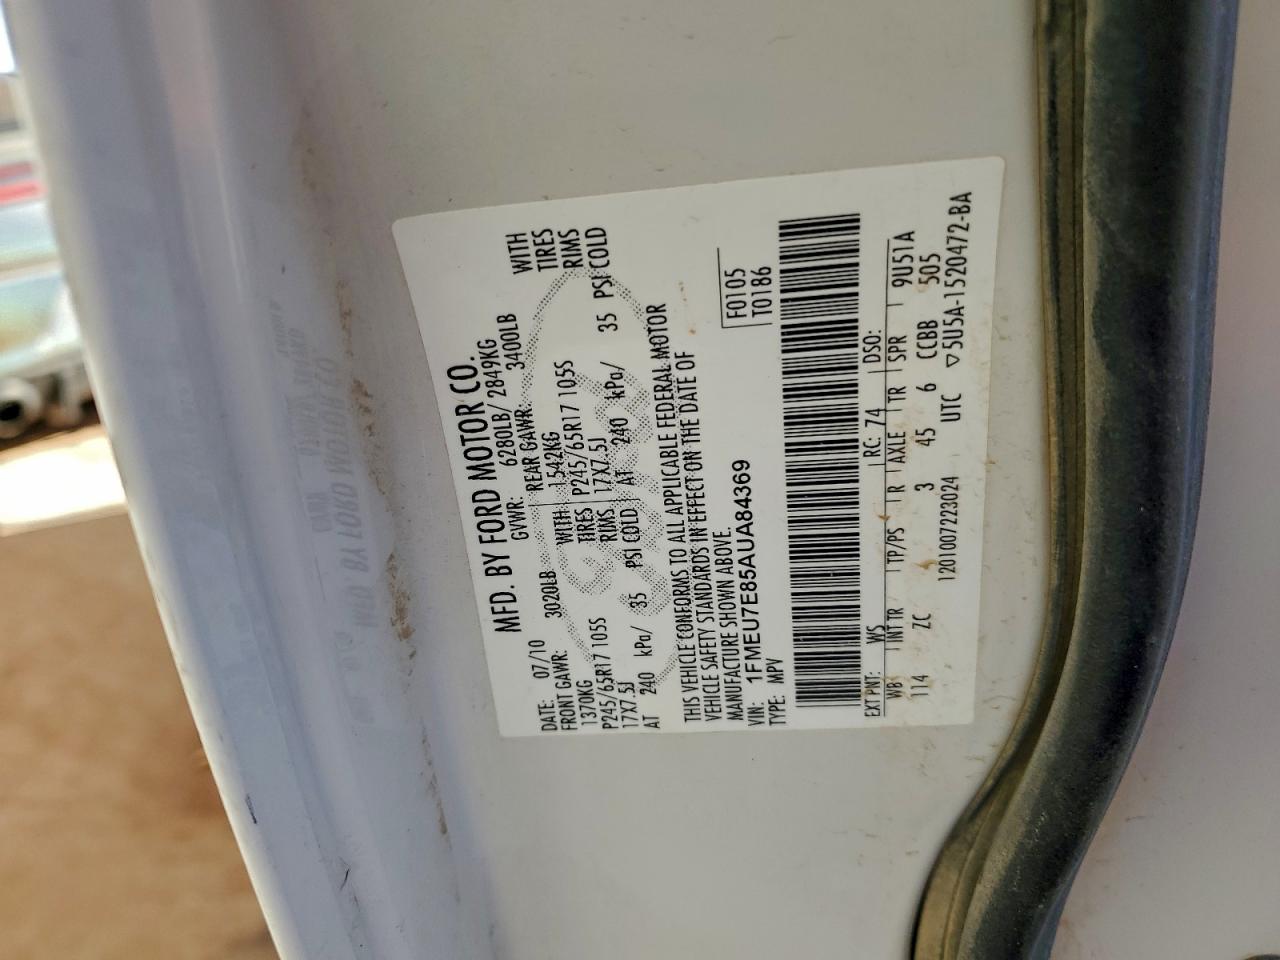 MFD. BY FORD MOTOR CO.
DATE: 07/10 GVWR: 6280LB/ 2849KG
FRONT GAWR: 3020LB REAR GAWR: 3400LB
1370KG WITH 1542KG WITH
P245/65R17 105S TIRES P245/65R17 105S TIRES
17X7.5J RIMS 17X7.5J RIMS
AT 240 kPa/ 35 PSI COLD AT 240 kPa/ 35 PSI COLD
THIS VEHICLE CONFORMS TO ALL APPLICABLE FEDERAL MOTOR
VEHICLE SAFETY STANDARDS IN EFFECT ON THE DATE OF
MANUFACTURE SHOWN ABOVE.
VIN: 1FMEU7E85AUA84369 F0105
TYPE: MPV T0186
EXT PNT: WS RC: 74 DSO:
WB INT TR TP/PS R AXLE TR SPR 9U51A
114 ZC 3 45 6 CCBB 505
1201007223024 UTC ▽5U5A-1520472-BA